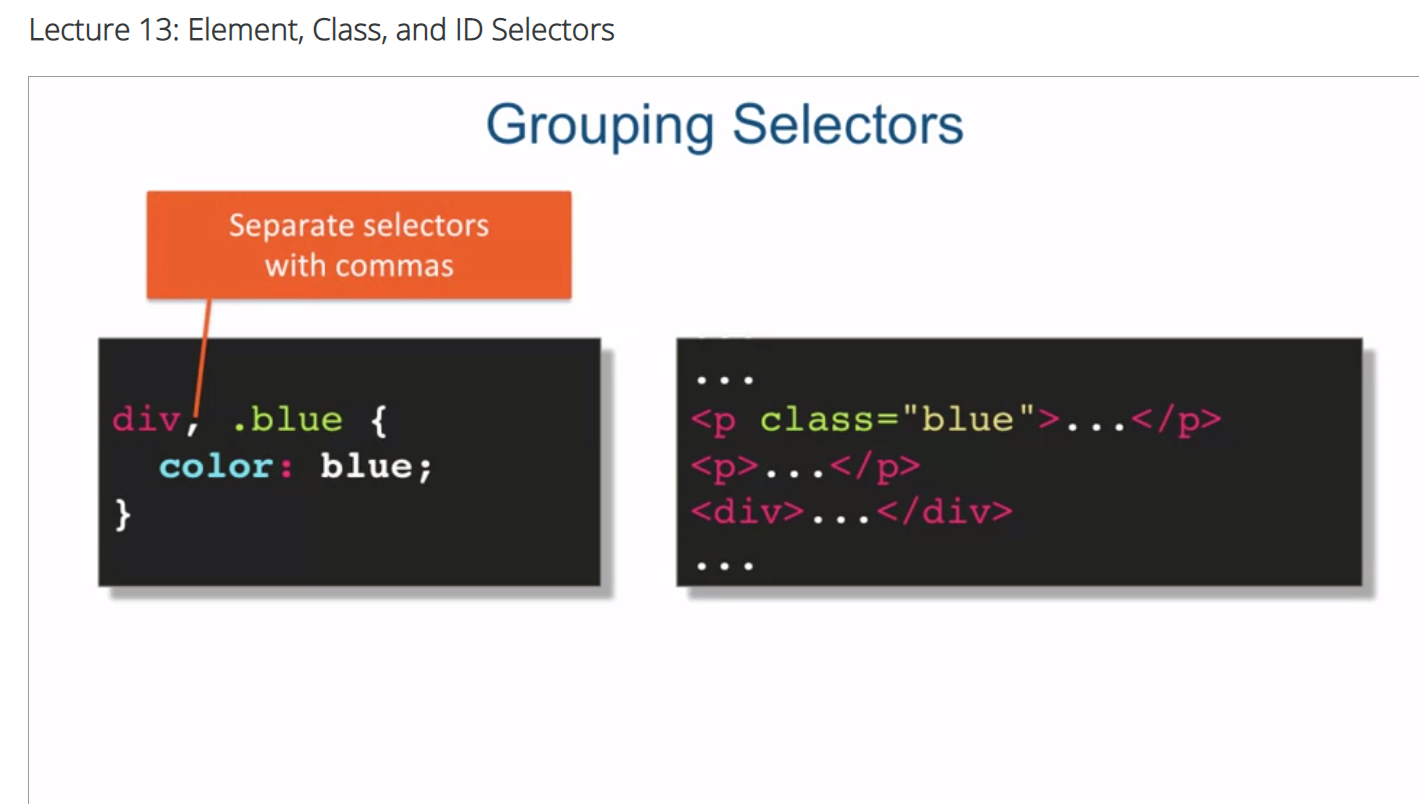 Lecture 13: Element, Class, and ID Selectors
Grouping Selectors
Separate selectors
with commas
div, .blue {
color: blue;
}
...
<p class="blue">...</p>
<p>...</p>
<div>...</div>
...